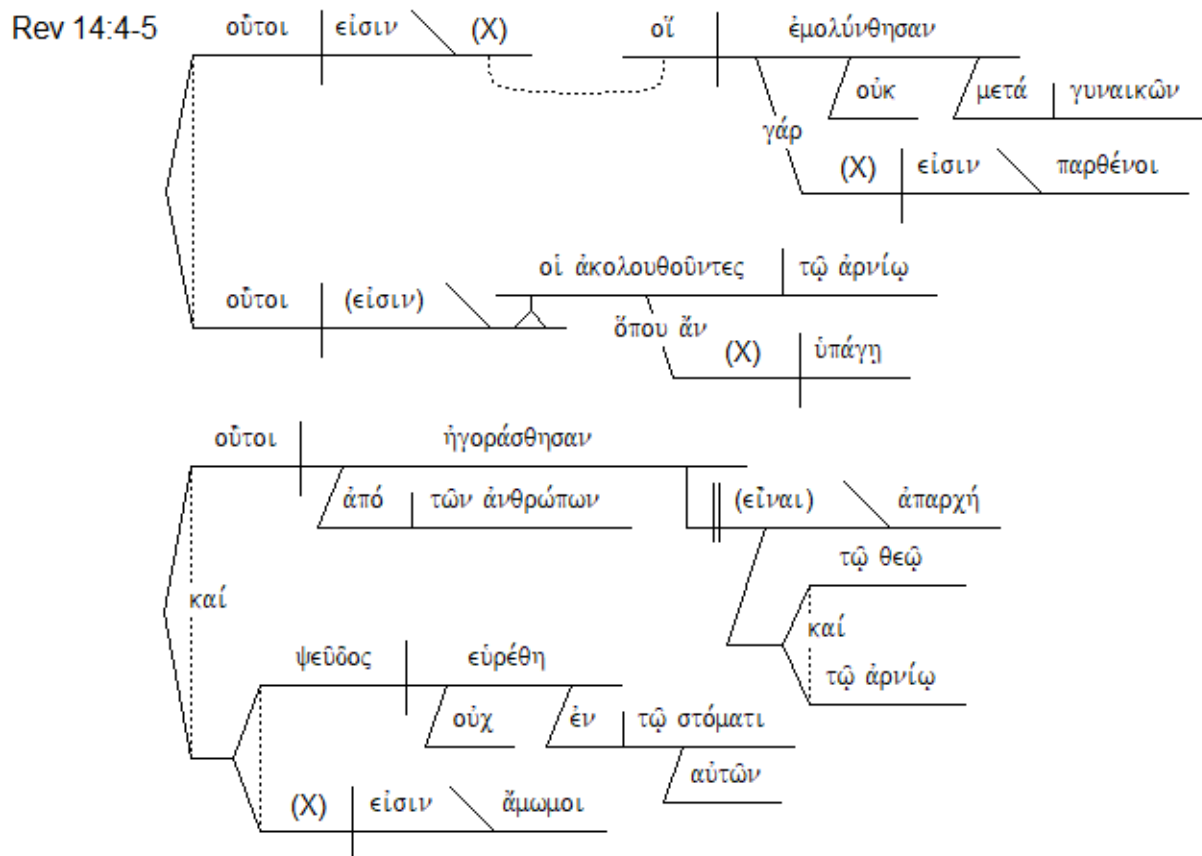 Rev 14:4-5
οὗτοι εἰσιν (X) οἵ ἐμολύνθησαν
οὐκ μετά γυναικῶν
γάρ
(X) εἰσιν παρθένοι
οἱ ἀκολουθοῦντες τῷ ἀρνίῳ
οὗτοι (εἰσιν)
ὅπου ἄν
(X) ὑπάγῃ
οὗτοι ἠγοράσθησαν
ἀπό τῶν ἀνθρώπων (εἶναι) ἀπαρχή
τῷ θεῷ
καί
καί
τῷ ἀρνίῳ
ψεῦδος εὑρέθη
οὐχ ἐν τῷ στόματι
αὐτῶν
(X) εἰσιν ἄμωμοι